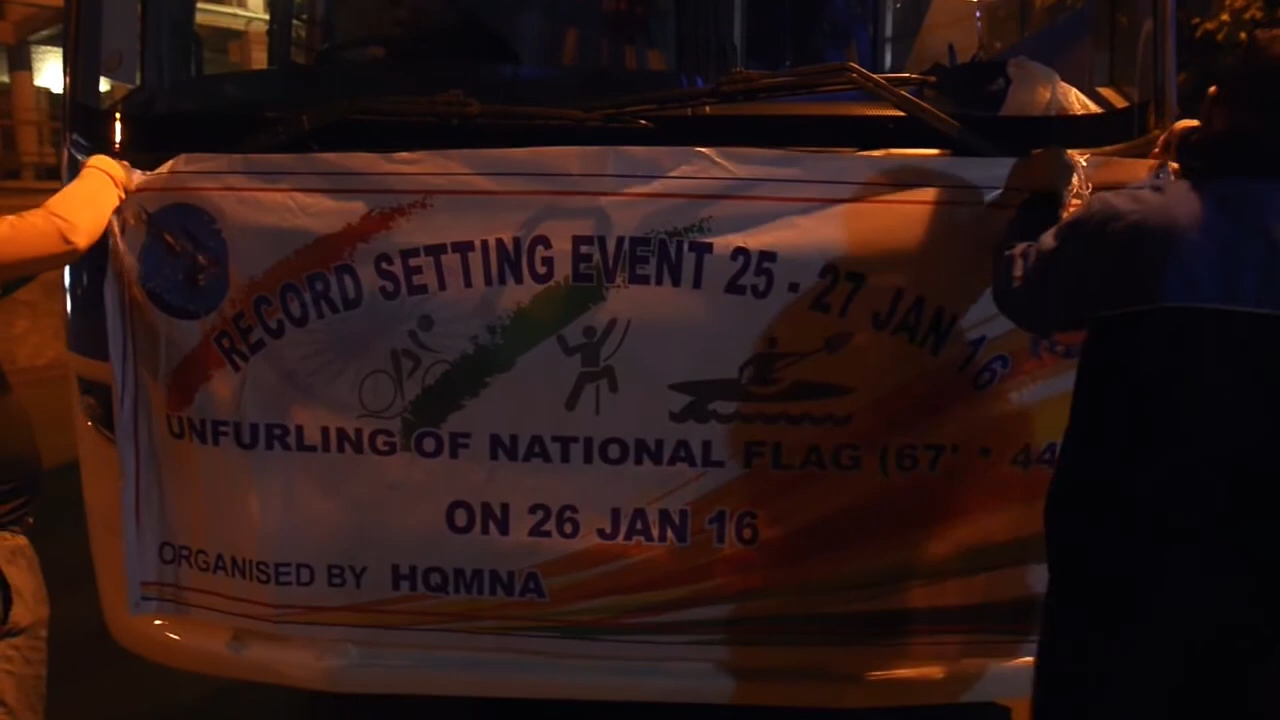 RECORD SETTING EVENT 25 - 27 JAN 16
UNFURLING OF NATIONAL FLAG (67' * 44
ON 26 JAN 16
ORGANISED BY HQMNA